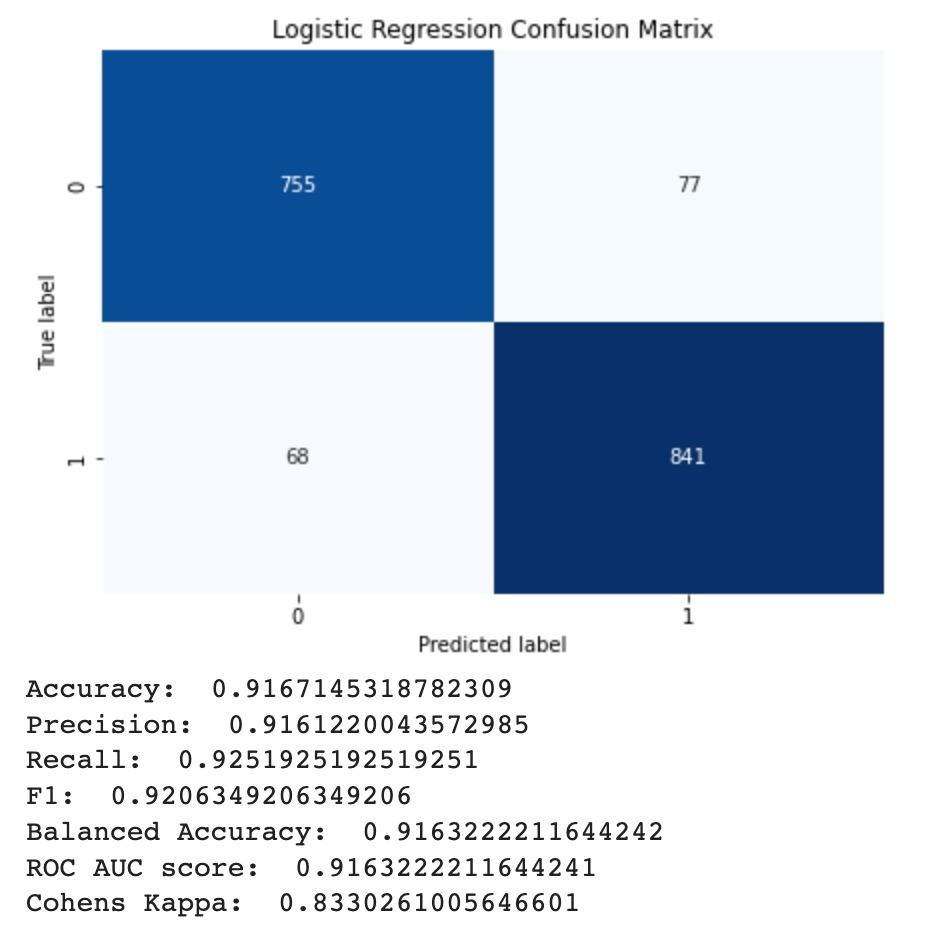 Logistic Regression Confusion Matrix
0
755
77
True label
1
68
841
0
1
Predicted label
Accuracy:  0.9167145318782309
Precision:  0.9161220043572985
Recall:  0.9251925192519251
F1:  0.9206349206349206
Balanced Accuracy:  0.9163222211644242
ROC AUC score:  0.9163222211644241
Cohens Kappa:  0.8330261005646601